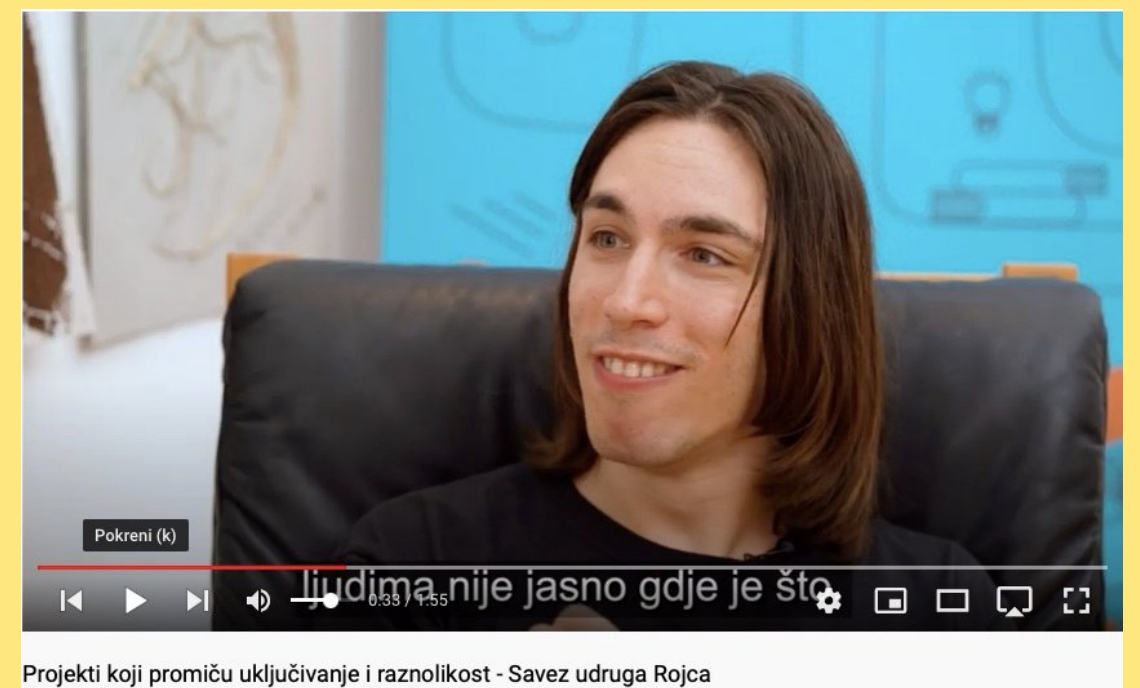 Pokreni (k)
ljudima nije jasno gdje je što
0:33 / 1:55
Projekti koji promiču uključivanje i raznolikost - Savez udruga Rojca